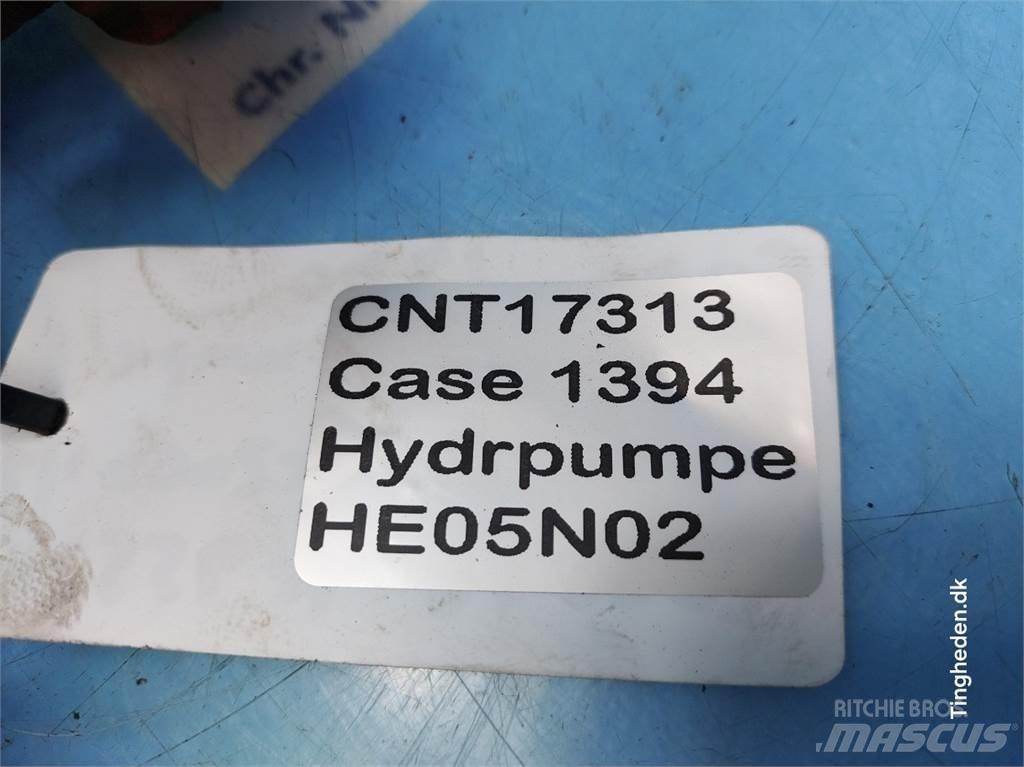 Chr.
CNT17313
Case 1394
Hydrpumpe
HE05N02
Tingheden.dk
RITCHIE BROS
MASCUS